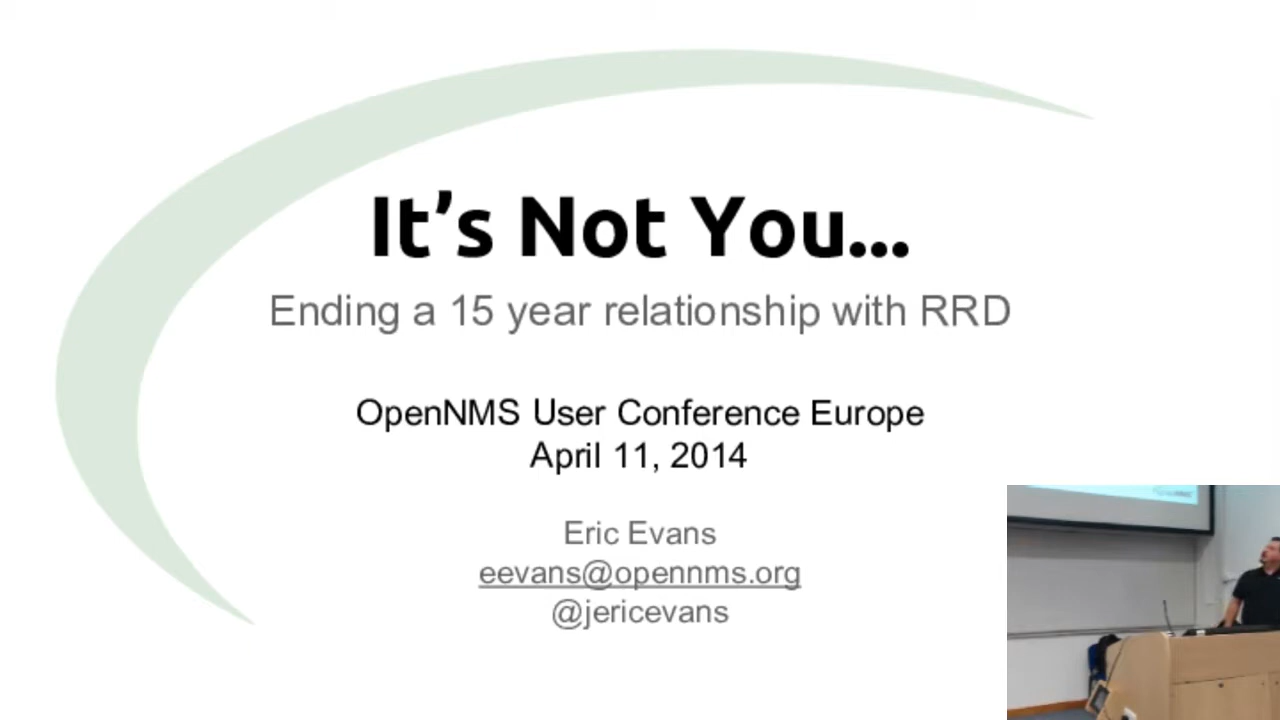 It's Not You...
Ending a 15 year relationship with RRD
OpenNMS User Conference Europe
April 11, 2014
Eric Evans
eevans@opennms.org
@jericevans